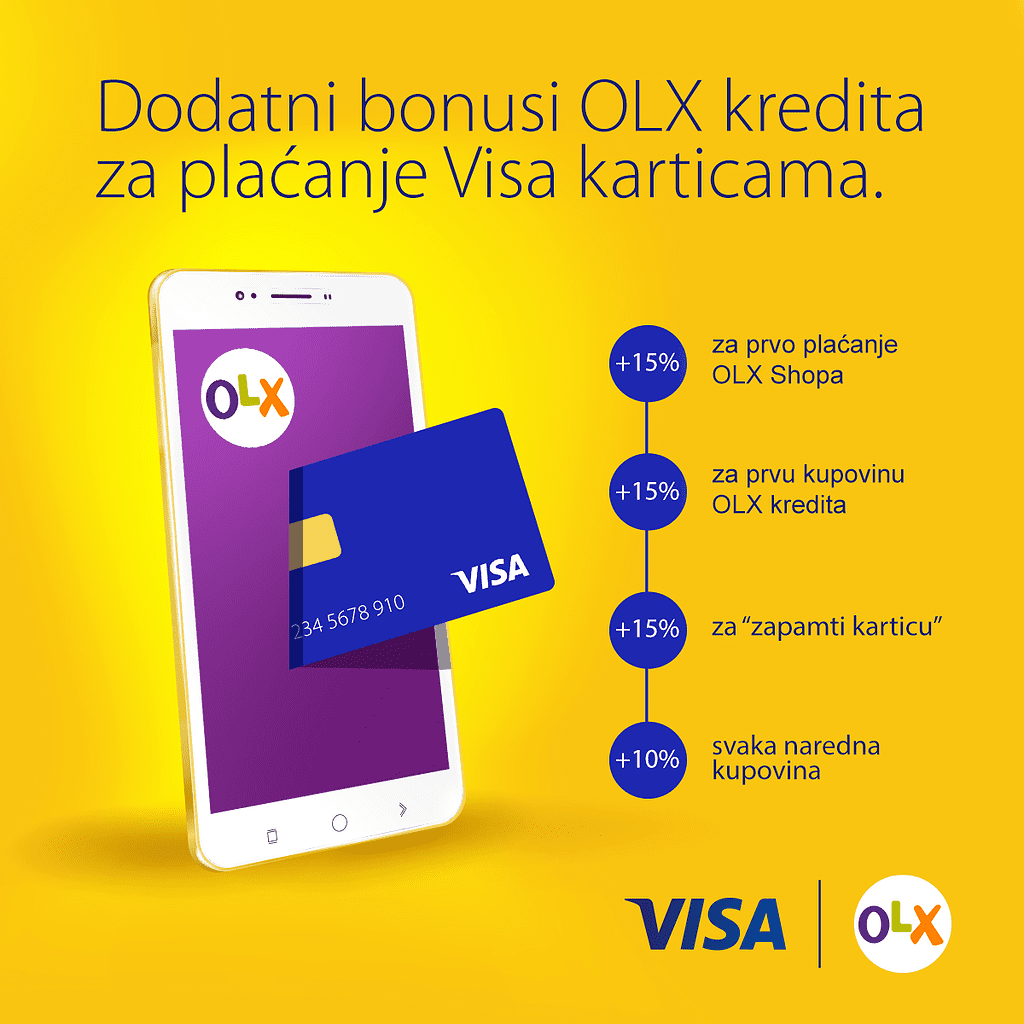 Dodatni bonusi OLX kredita
za plaćanje Visa karticama.
OLX
VISA
234 5678 910
+15%
za prvo plaćanje
OLX Shopa
+15%
za prvu kupovinu
OLX kredita
+15%
za “zapamti karticu”
+10%
svaka naredna
kupovina
VISA
OLX